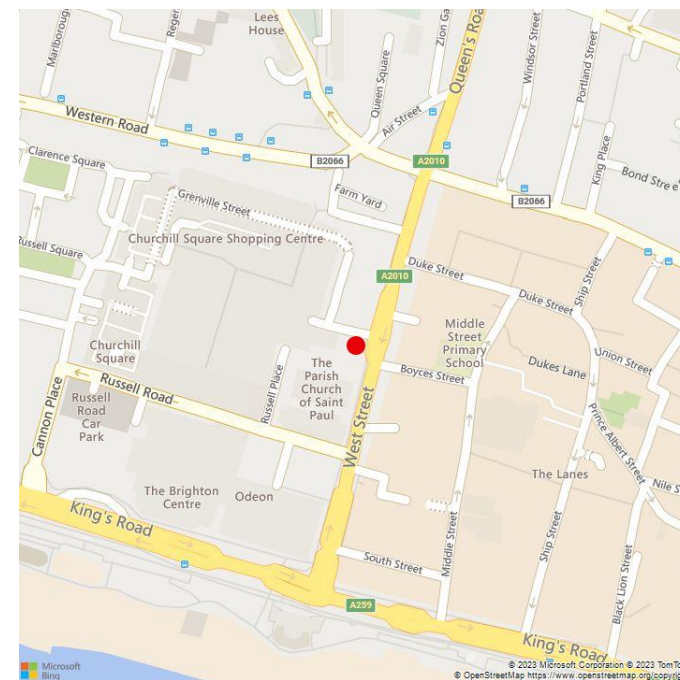 Lees
House
Marlborough
Regen
Zion Ga
Queen's Roa
Windsor Street
Portland Street
Queen Square
Air Street
King Place
Western Road
B2066
A2010
Bond Street
Clarence Square
Grenville Street
Farm Yard
B2066
Russell Square
Churchill Square Shopping Centre
A2010
Duke Street
Ship Street
Duke Street
Middle
Street
Primary
School
Union Street
Dukes Lane
Churchill
Square
Russell Place
The
Parish
Church
of Saint
Paul
Boyces Street
Russell Road
Cannon Place
Russell
Road
Car
Park
West Street
Prince Albert Street
The Lanes
Nile S
The Brighton
Centre
Odeon
King's Road
Middle Street
Ship Street
Black Lion Street
South Street
A259
King's Road
Microsoft
Bing
© 2023 Microsoft Corporation © 2023 TomTo
© OpenStreetMap https://www.openstreetmap.org/copyrig